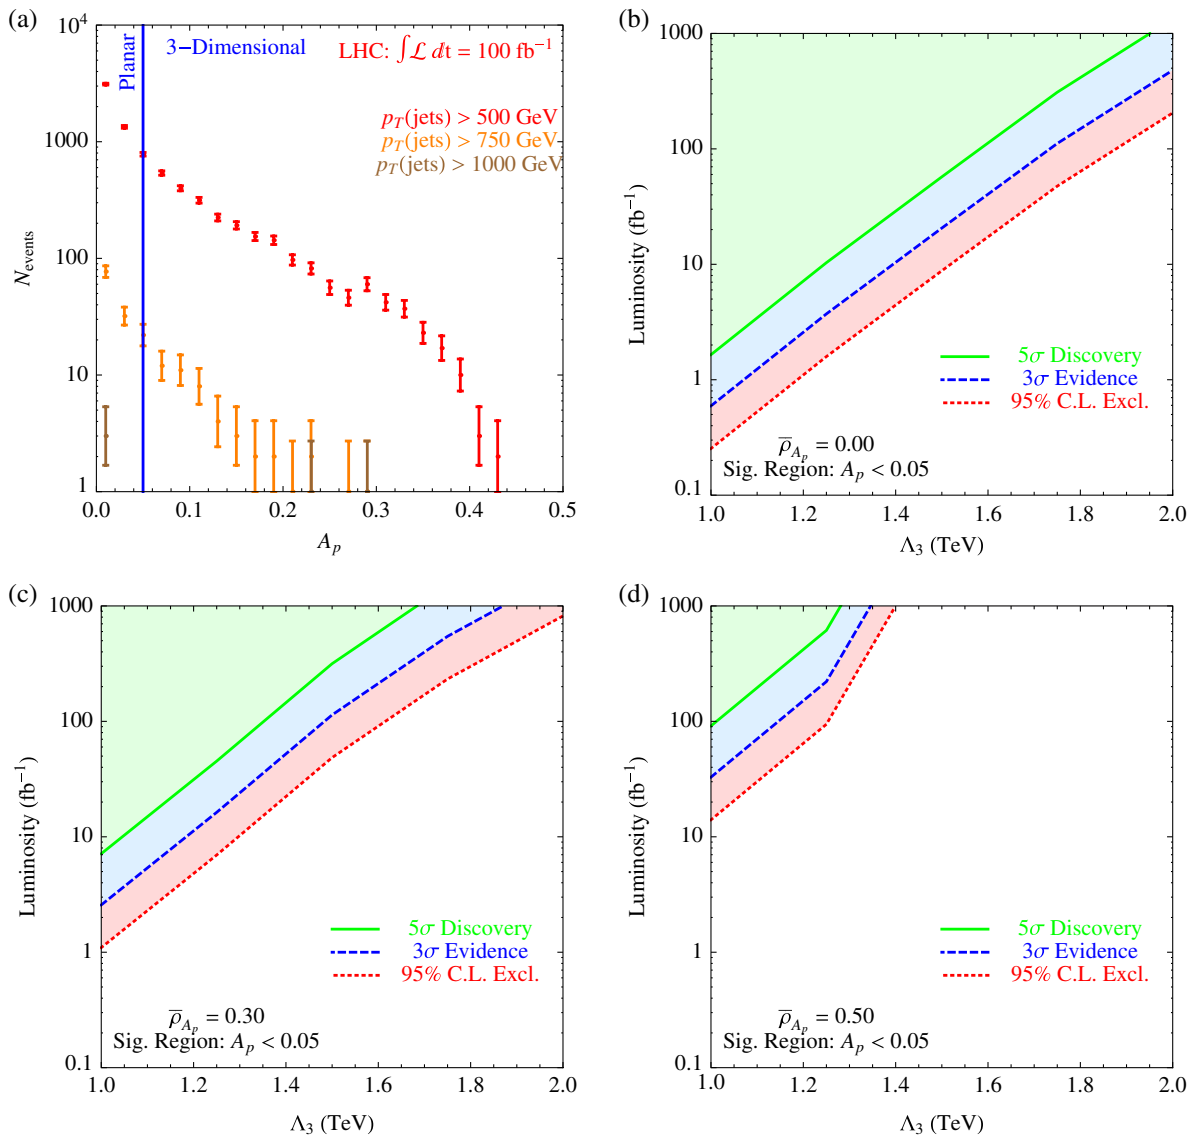 (a)
10⁴
1000
100
10
1
N_events
Planar
3−Dimensional
LHC: ∫ℒ dt = 100 fb⁻¹
p_T(jets) > 500 GeV
p_T(jets) > 750 GeV
p_T(jets) > 1000 GeV
0.0 0.1 0.2 0.3 0.4 0.5
A_p
(b)
1000
100
10
1
0.1
Luminosity (fb⁻¹)
5σ Discovery
3σ Evidence
95% C.L. Excl.
ρ̅_{A_p} = 0.00
Sig. Region: A_p < 0.05
1.0 1.2 1.4 1.6 1.8 2.0
Λ₃ (TeV)
(c)
1000
100
10
1
0.1
Luminosity (fb⁻¹)
5σ Discovery
3σ Evidence
95% C.L. Excl.
ρ̅_{A_p} = 0.30
Sig. Region: A_p < 0.05
1.0 1.2 1.4 1.6 1.8 2.0
Λ₃ (TeV)
(d)
1000
100
10
1
0.1
Luminosity (fb⁻¹)
5σ Discovery
3σ Evidence
95% C.L. Excl.
ρ̅_{A_p} = 0.50
Sig. Region: A_p < 0.05
1.0 1.2 1.4 1.6 1.8 2.0
Λ₃ (TeV)